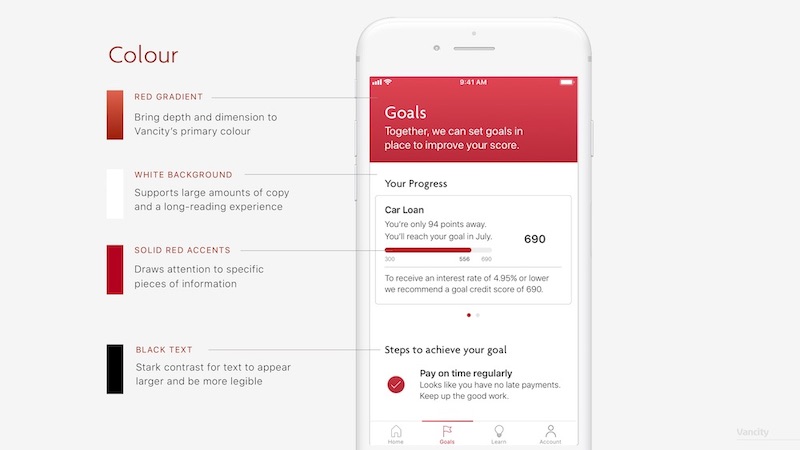 Colour
RED GRADIENT
Bring depth and dimension to
Vancity's primary colour
WHITE BACKGROUND
Supports large amounts of copy
and a long-reading experience
SOLID RED ACCENTS
Draws attention to specific
pieces of information
BLACK TEXT
Stark contrast for text to appear
larger and be more legible
9:41 AM
Goals
Together, we can set goals in
place to improve your score.
Your Progress
Car Loan
You're only 94 points away.
You'll reach your goal in July.
690
300 556 690
To receive an interest rate of 4.95% or lower
we recommend a goal credit score of 690.
Steps to achieve your goal
Pay on time regularly
Looks like you have no late payments.
Keep up the good work.
Home Goals Learn Account
Vancity